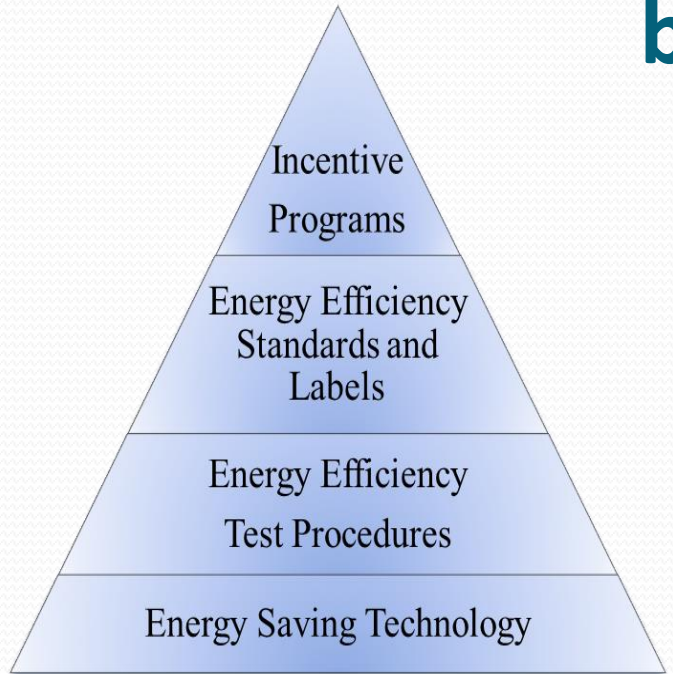 b
Incentive
Programs
Energy Efficiency
Standards and
Labels
Energy Efficiency
Test Procedures
Energy Saving Technology